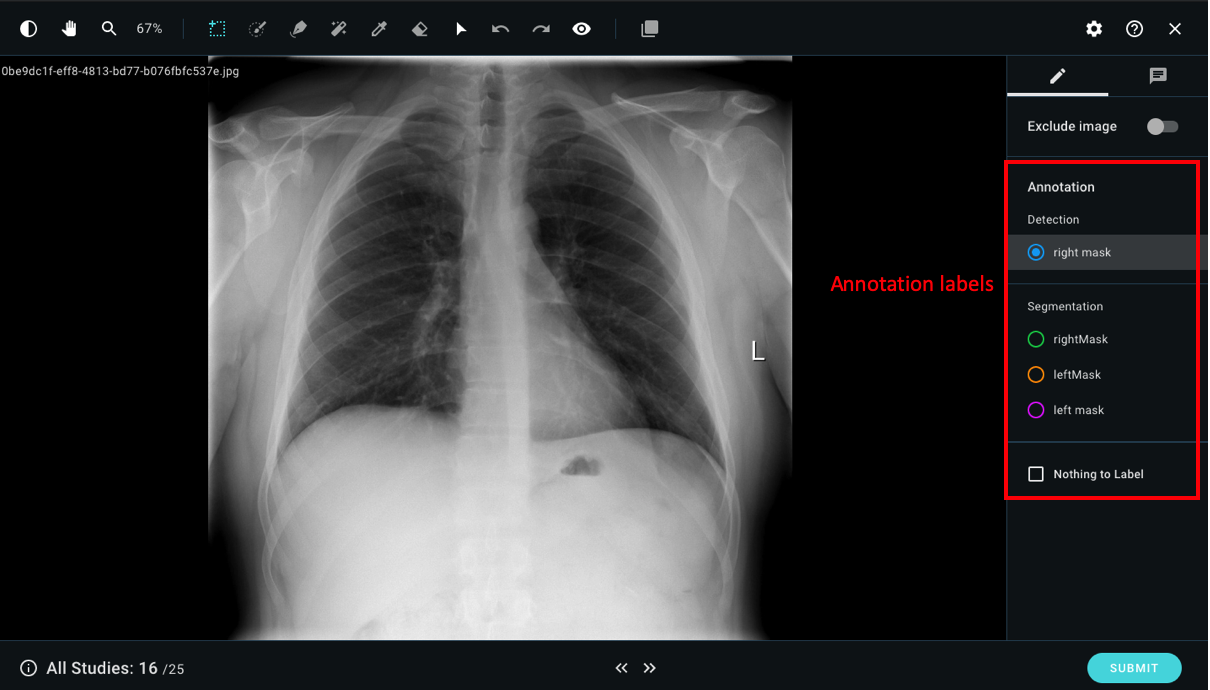 67%
0be9dc1f-eff8-4813-bd77-b076fbfc537e.jpg
Exclude image
Annotation
Detection
right mask
Annotation labels
Segmentation
rightMask
L
leftMask
left mask
Nothing to Label
All Studies: 16 /25
SUBMIT